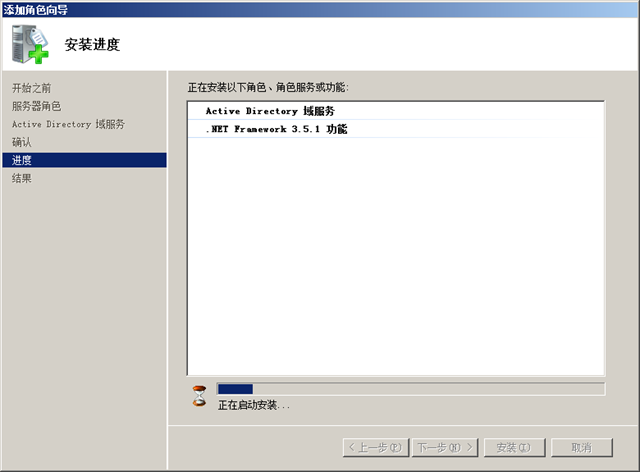 添加角色向导
安装进度
开始之前
服务器角色
Active Directory 域服务
确认
进度
结果
正在安装以下角色、角色服务或功能:
Active Directory 域服务
.NET Framework 3.5.1 功能
正在启动安装...
< 上一步(P)
下一步(N) >
安装(I)
取消